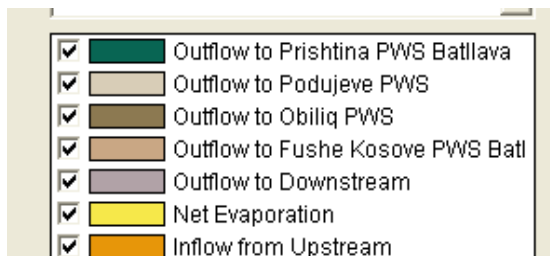 Outflow to Prishtina PWS Batllava
Outflow to Podujeve PWS
Outflow to Obiliq PWS
Outflow to Fushe Kosove PWS Batl
Outflow to Downstream
Net Evaporation
Inflow from Upstream